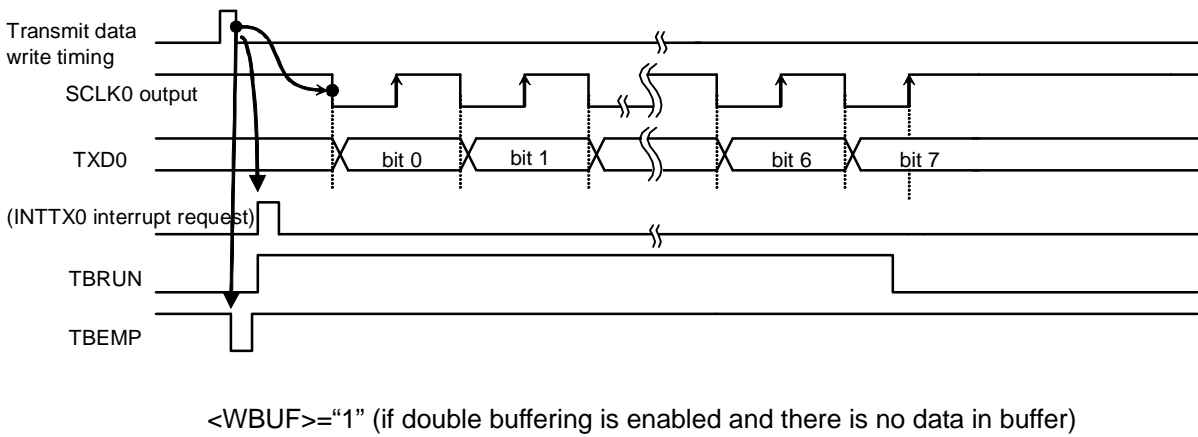 Transmit data
write timing
SCLK0 output
TXD0
bit 0
bit 1
bit 6
bit 7
(INTTX0 interrupt request)
TBRUN
TBEMP
<WBUF>=“1” (if double buffering is enabled and there is no data in buffer)